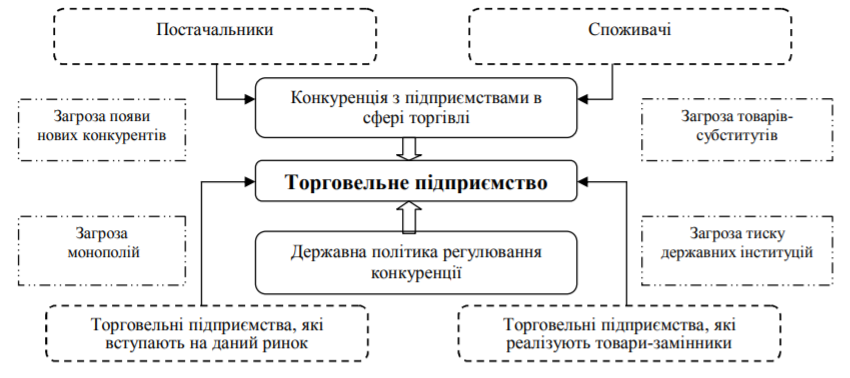 Постачальники
Споживачі
Конкуренція з підприємствами в
сфері торгівлі
Загроза появи
нових конкурентів
Загроза товарів-
субститутів
Торговельне підприємство
Загроза
монополій
Державна політика регулювання
конкуренції
Загроза тиску
державних інституцій
Торговельні підприємства, які
вступають на даний ринок
Торговельні підприємства, які
реалізують товари-замінники